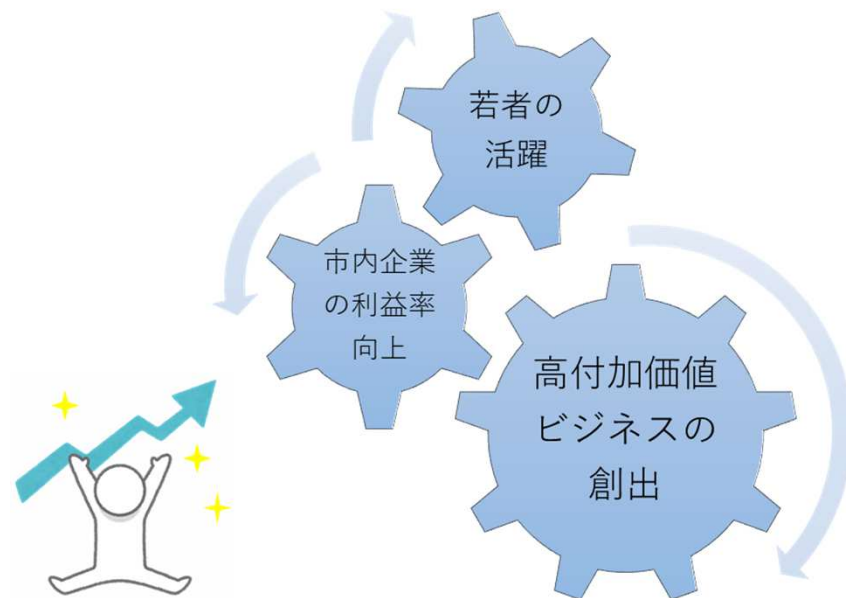 若者の
活躍
市内企業
の利益率
向上
高付加価値
ビジネスの
創出